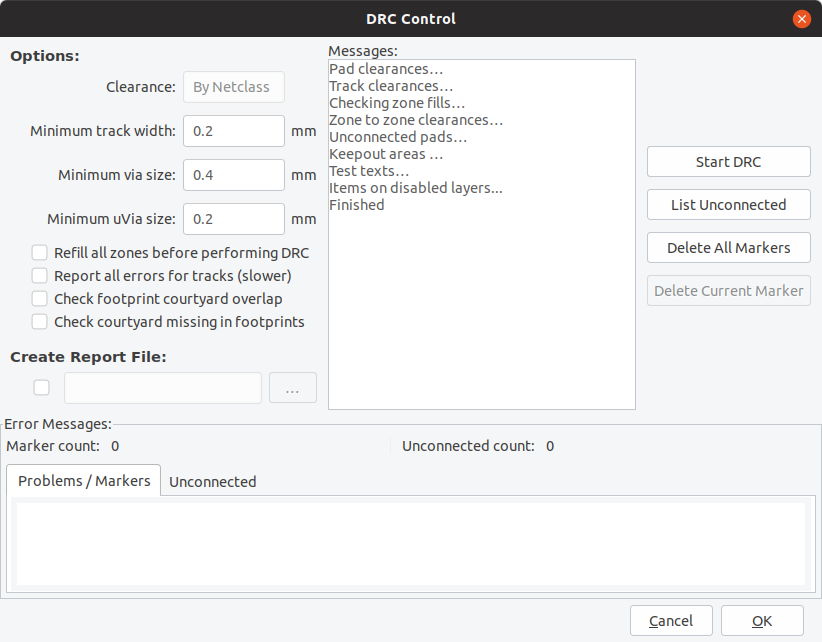 DRC Control
Options:
Clearance: By Netclass
Minimum track width: 0.2 mm
Minimum via size: 0.4 mm
Minimum uVia size: 0.2 mm
Refill all zones before performing DRC
Report all errors for tracks (slower)
Check footprint courtyard overlap
Check courtyard missing in footprints
Create Report File:
...
Messages:
Pad clearances...
Track clearances...
Checking zone fills...
Zone to zone clearances...
Unconnected pads...
Keepout areas ...
Test texts...
Items on disabled layers...
Finished
Start DRC
List Unconnected
Delete All Markers
Delete Current Marker
Error Messages:
Marker count: 0
Unconnected count: 0
Problems / Markers
Unconnected
Cancel
OK